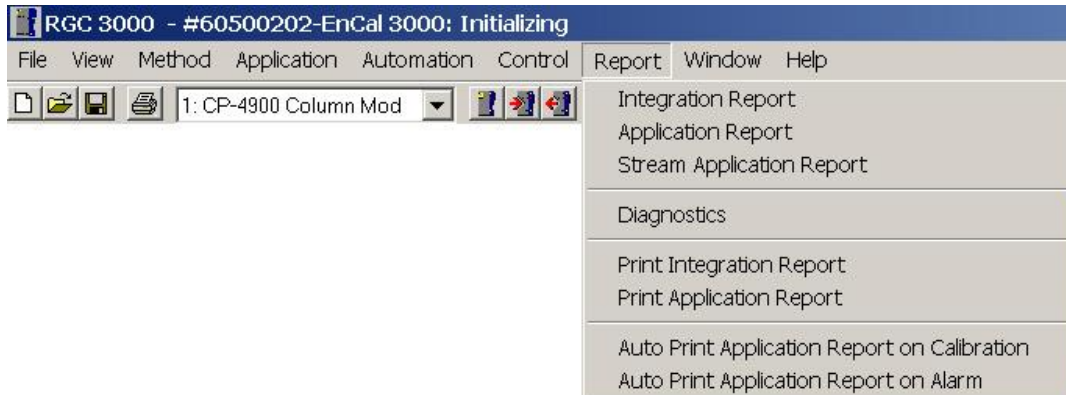 RGC 3000 - #60500202-EnCal 3000: Initializing
File View Method Application Automation Control Report Window Help
1: CP-4900 Column Mod
Integration Report
Application Report
Stream Application Report
Diagnostics
Print Integration Report
Print Application Report
Auto Print Application Report on Calibration
Auto Print Application Report on Alarm